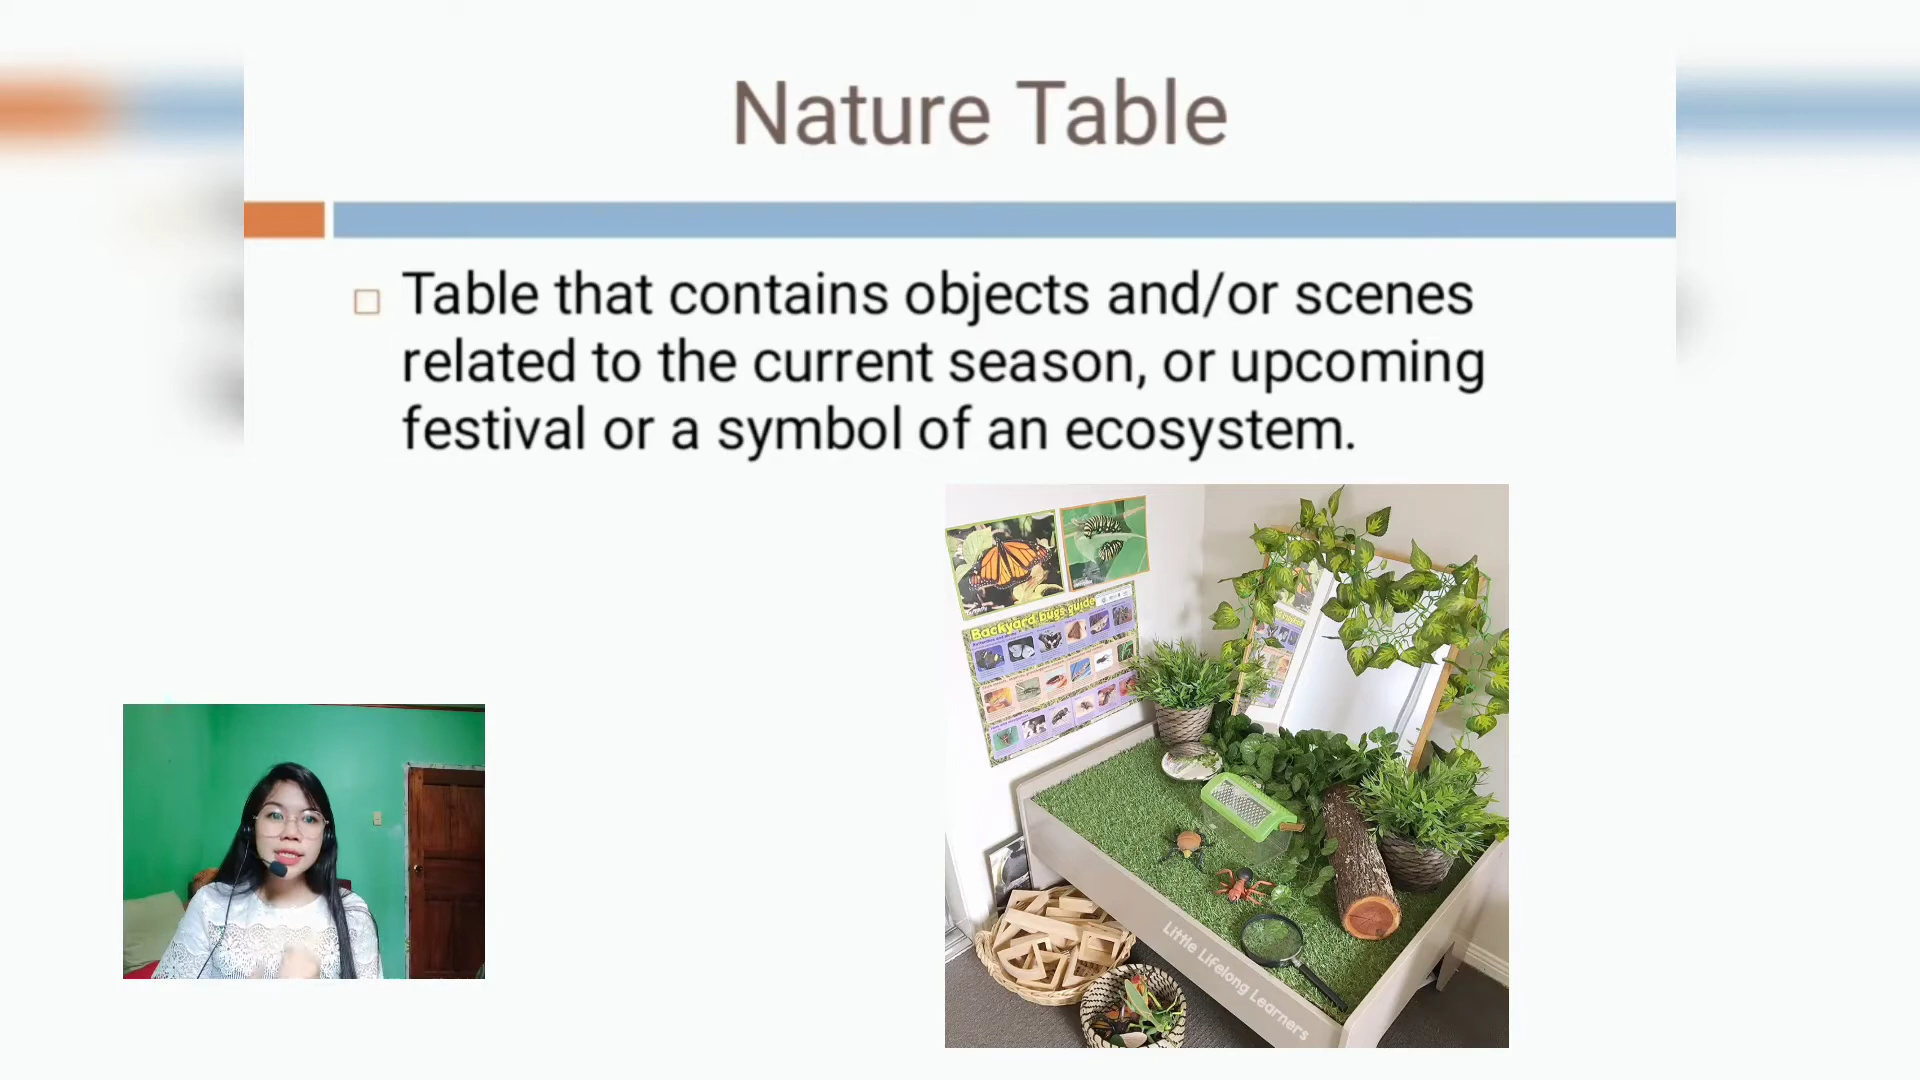 Nature Table
Table that contains objects and/or scenes
related to the current season, or upcoming
festival or a symbol of an ecosystem.
Backyard bugs guide
Little Lifelong Learners